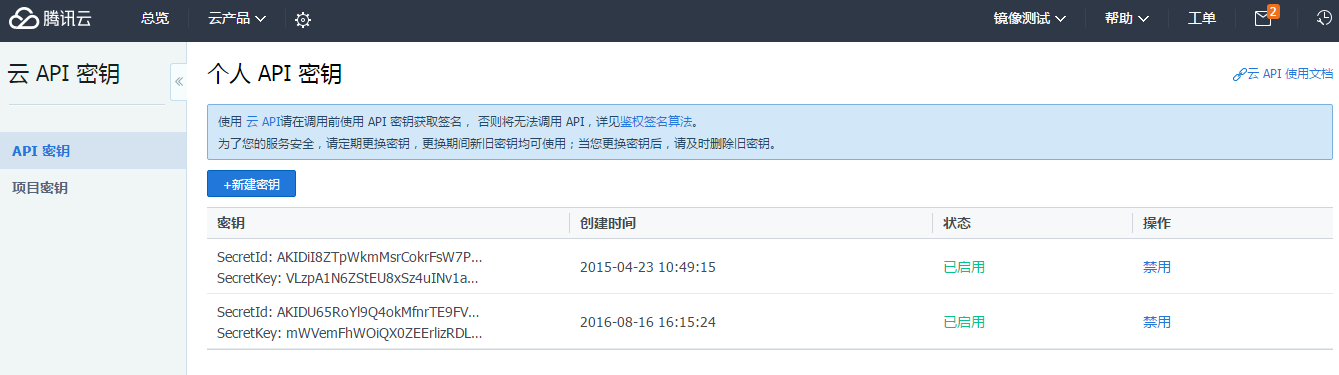 腾讯云 总览 云产品 镜像测试 帮助 工单 2
云 API 密钥
API 密钥
项目密钥
个人 API 密钥
云 API 使用文档
使用 云 API请在调用前使用 API 密钥获取签名， 否则将无法调用 API，详见鉴权签名算法。
为了您的服务安全，请定期更换密钥，更换期间新旧密钥均可使用；当您更换密钥后，请及时删除旧密钥。
+新建密钥
密钥 创建时间 状态 操作
SecretId: AKIDiI8ZTpWkmMsrCokrFsW7P...
SecretKey: VLzpA1N6ZStEU8xSz4uINv1a...
2015-04-23 10:49:15 已启用 禁用
SecretId: AKIDU65RoYl9Q4okMfnrTE9FV...
SecretKey: mWVemFhWOiQX0ZEErlizRDL...
2016-08-16 16:15:24 已启用 禁用